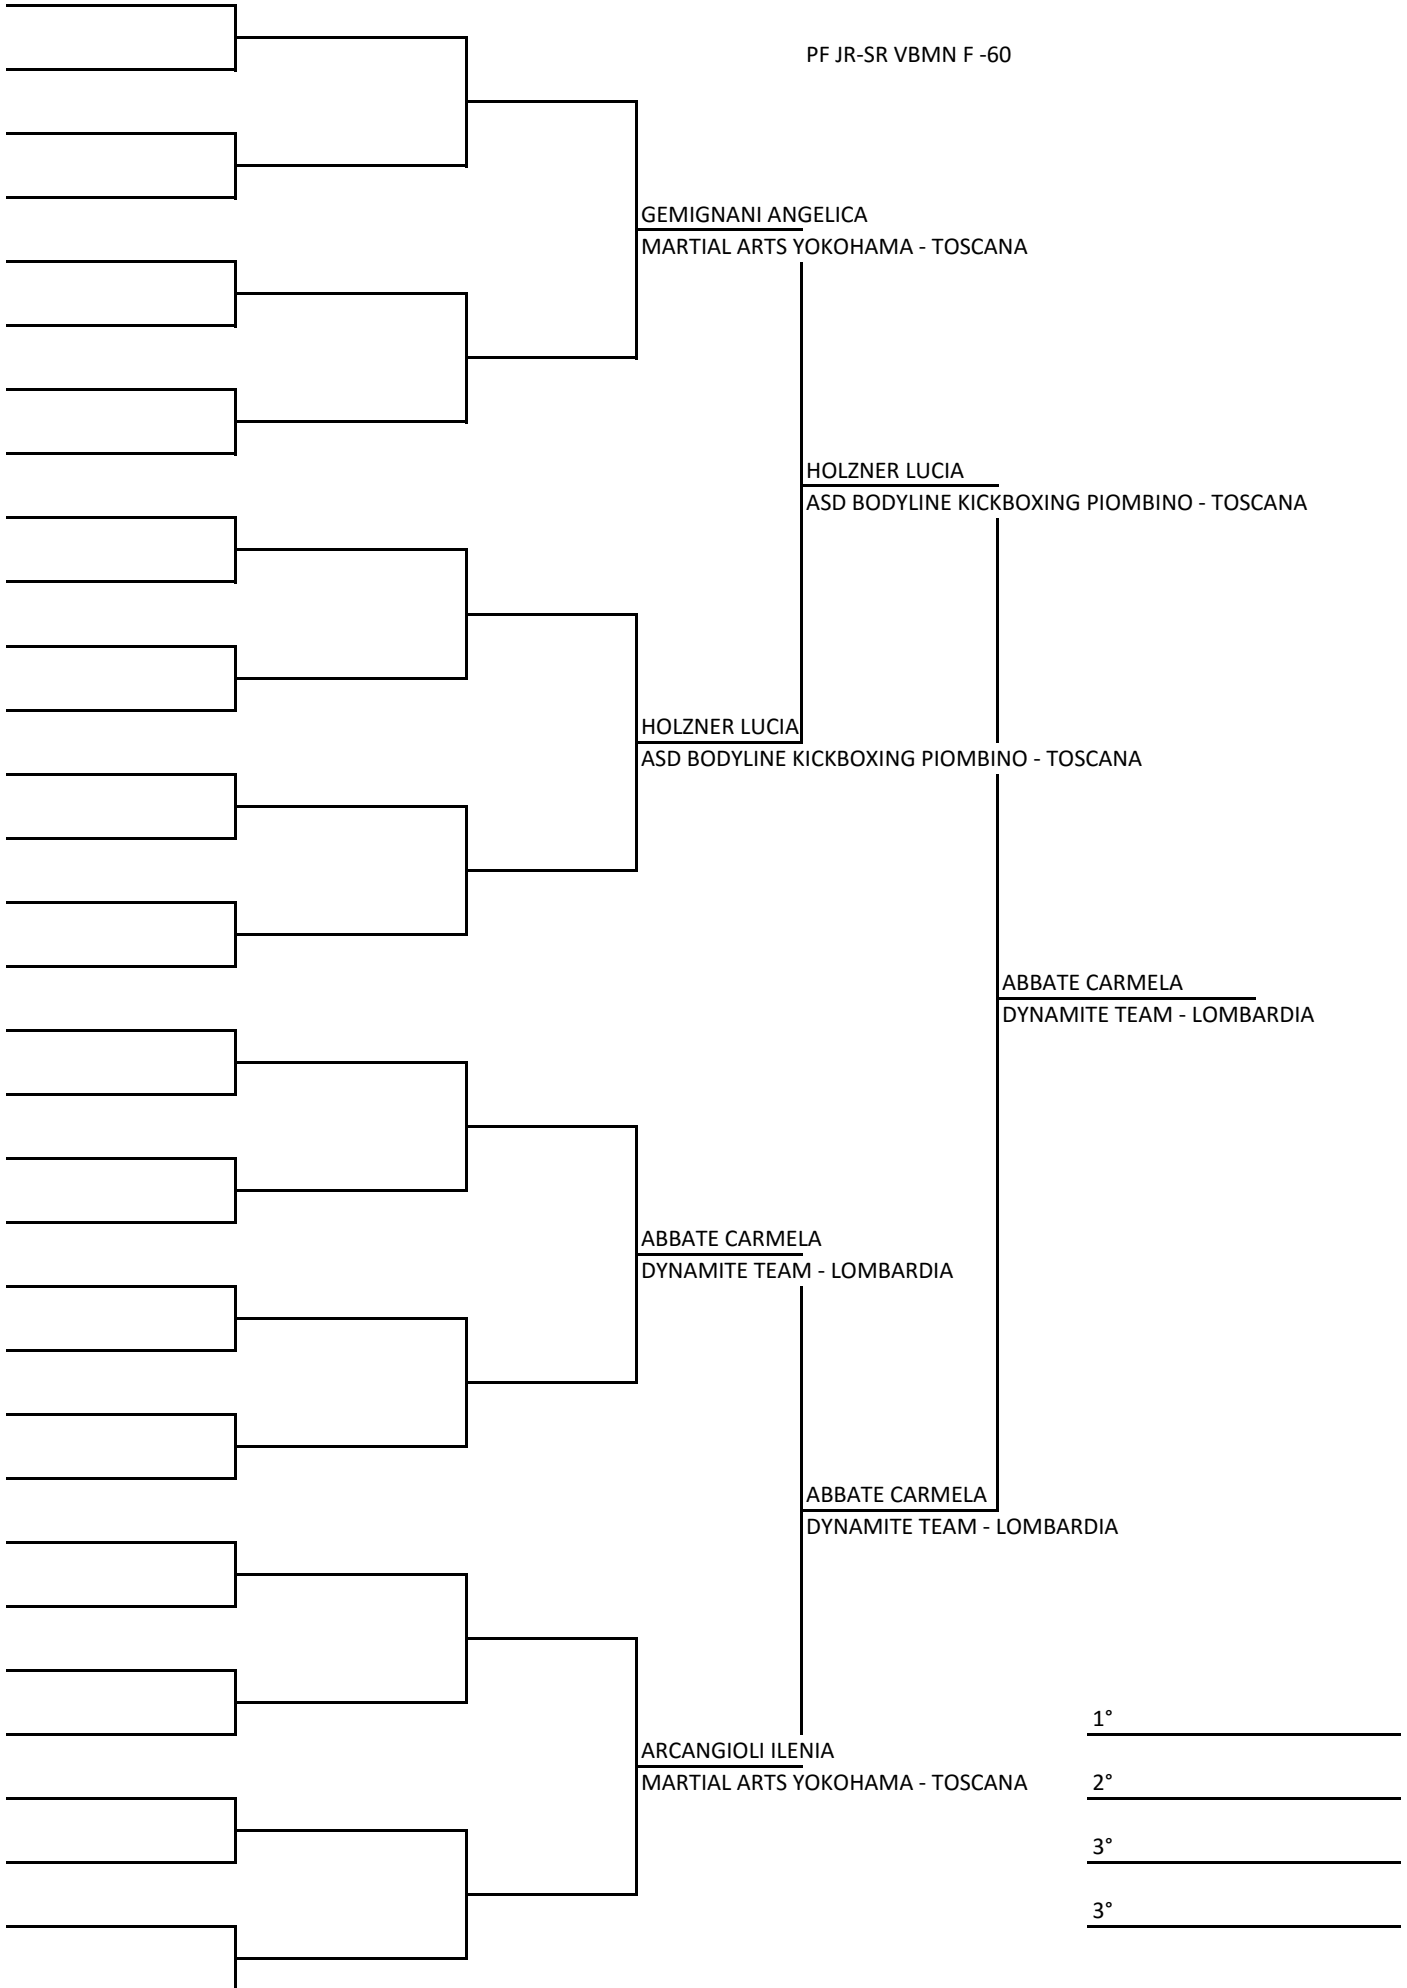 PF JR-SR VBMN F -60
GEMIGNANI ANGELICA
MARTIAL ARTS YOKOHAMA - TOSCANA
HOLZNER LUCIA
ASD BODYLINE KICKBOXING PIOMBINO - TOSCANA
HOLZNER LUCIA
ASD BODYLINE KICKBOXING PIOMBINO - TOSCANA
ABBATE CARMELA
DYNAMITE TEAM - LOMBARDIA
ABBATE CARMELA
DYNAMITE TEAM - LOMBARDIA
ABBATE CARMELA
DYNAMITE TEAM - LOMBARDIA
1°
ARCANGIOLI ILENIA
MARTIAL ARTS YOKOHAMA - TOSCANA
2°
3°
3°